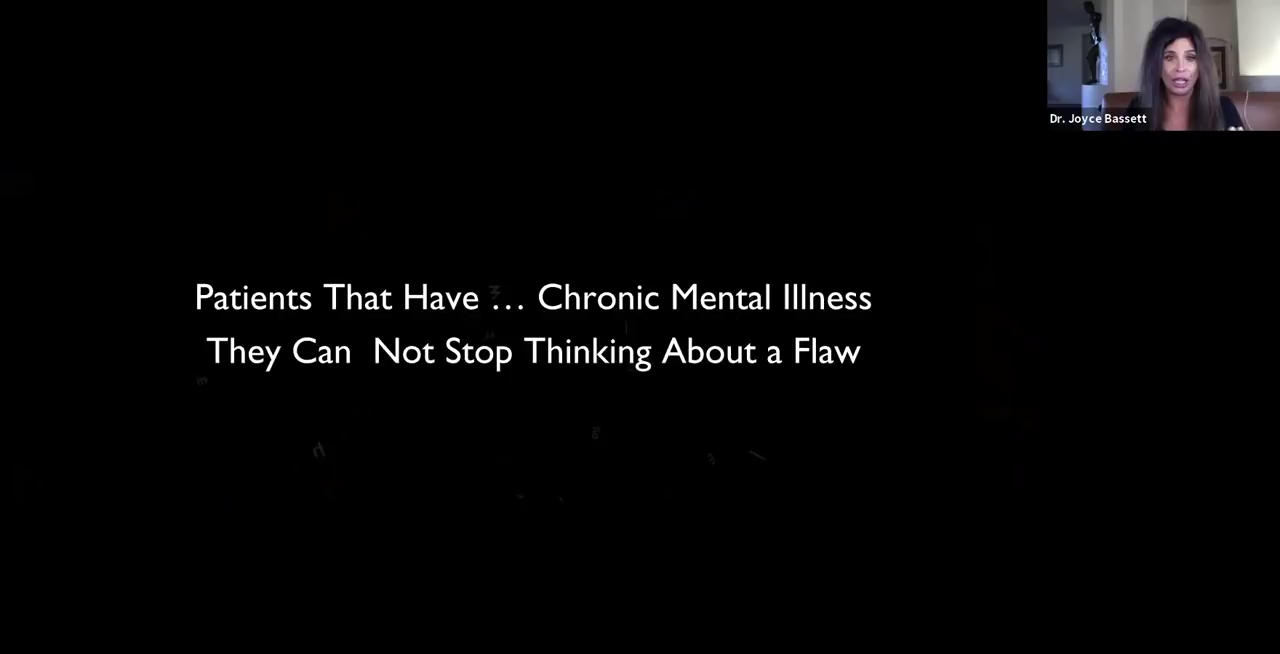 Dr. Joyce Bassett
Patients That Have … Chronic Mental Illness
They Can  Not Stop Thinking About a Flaw